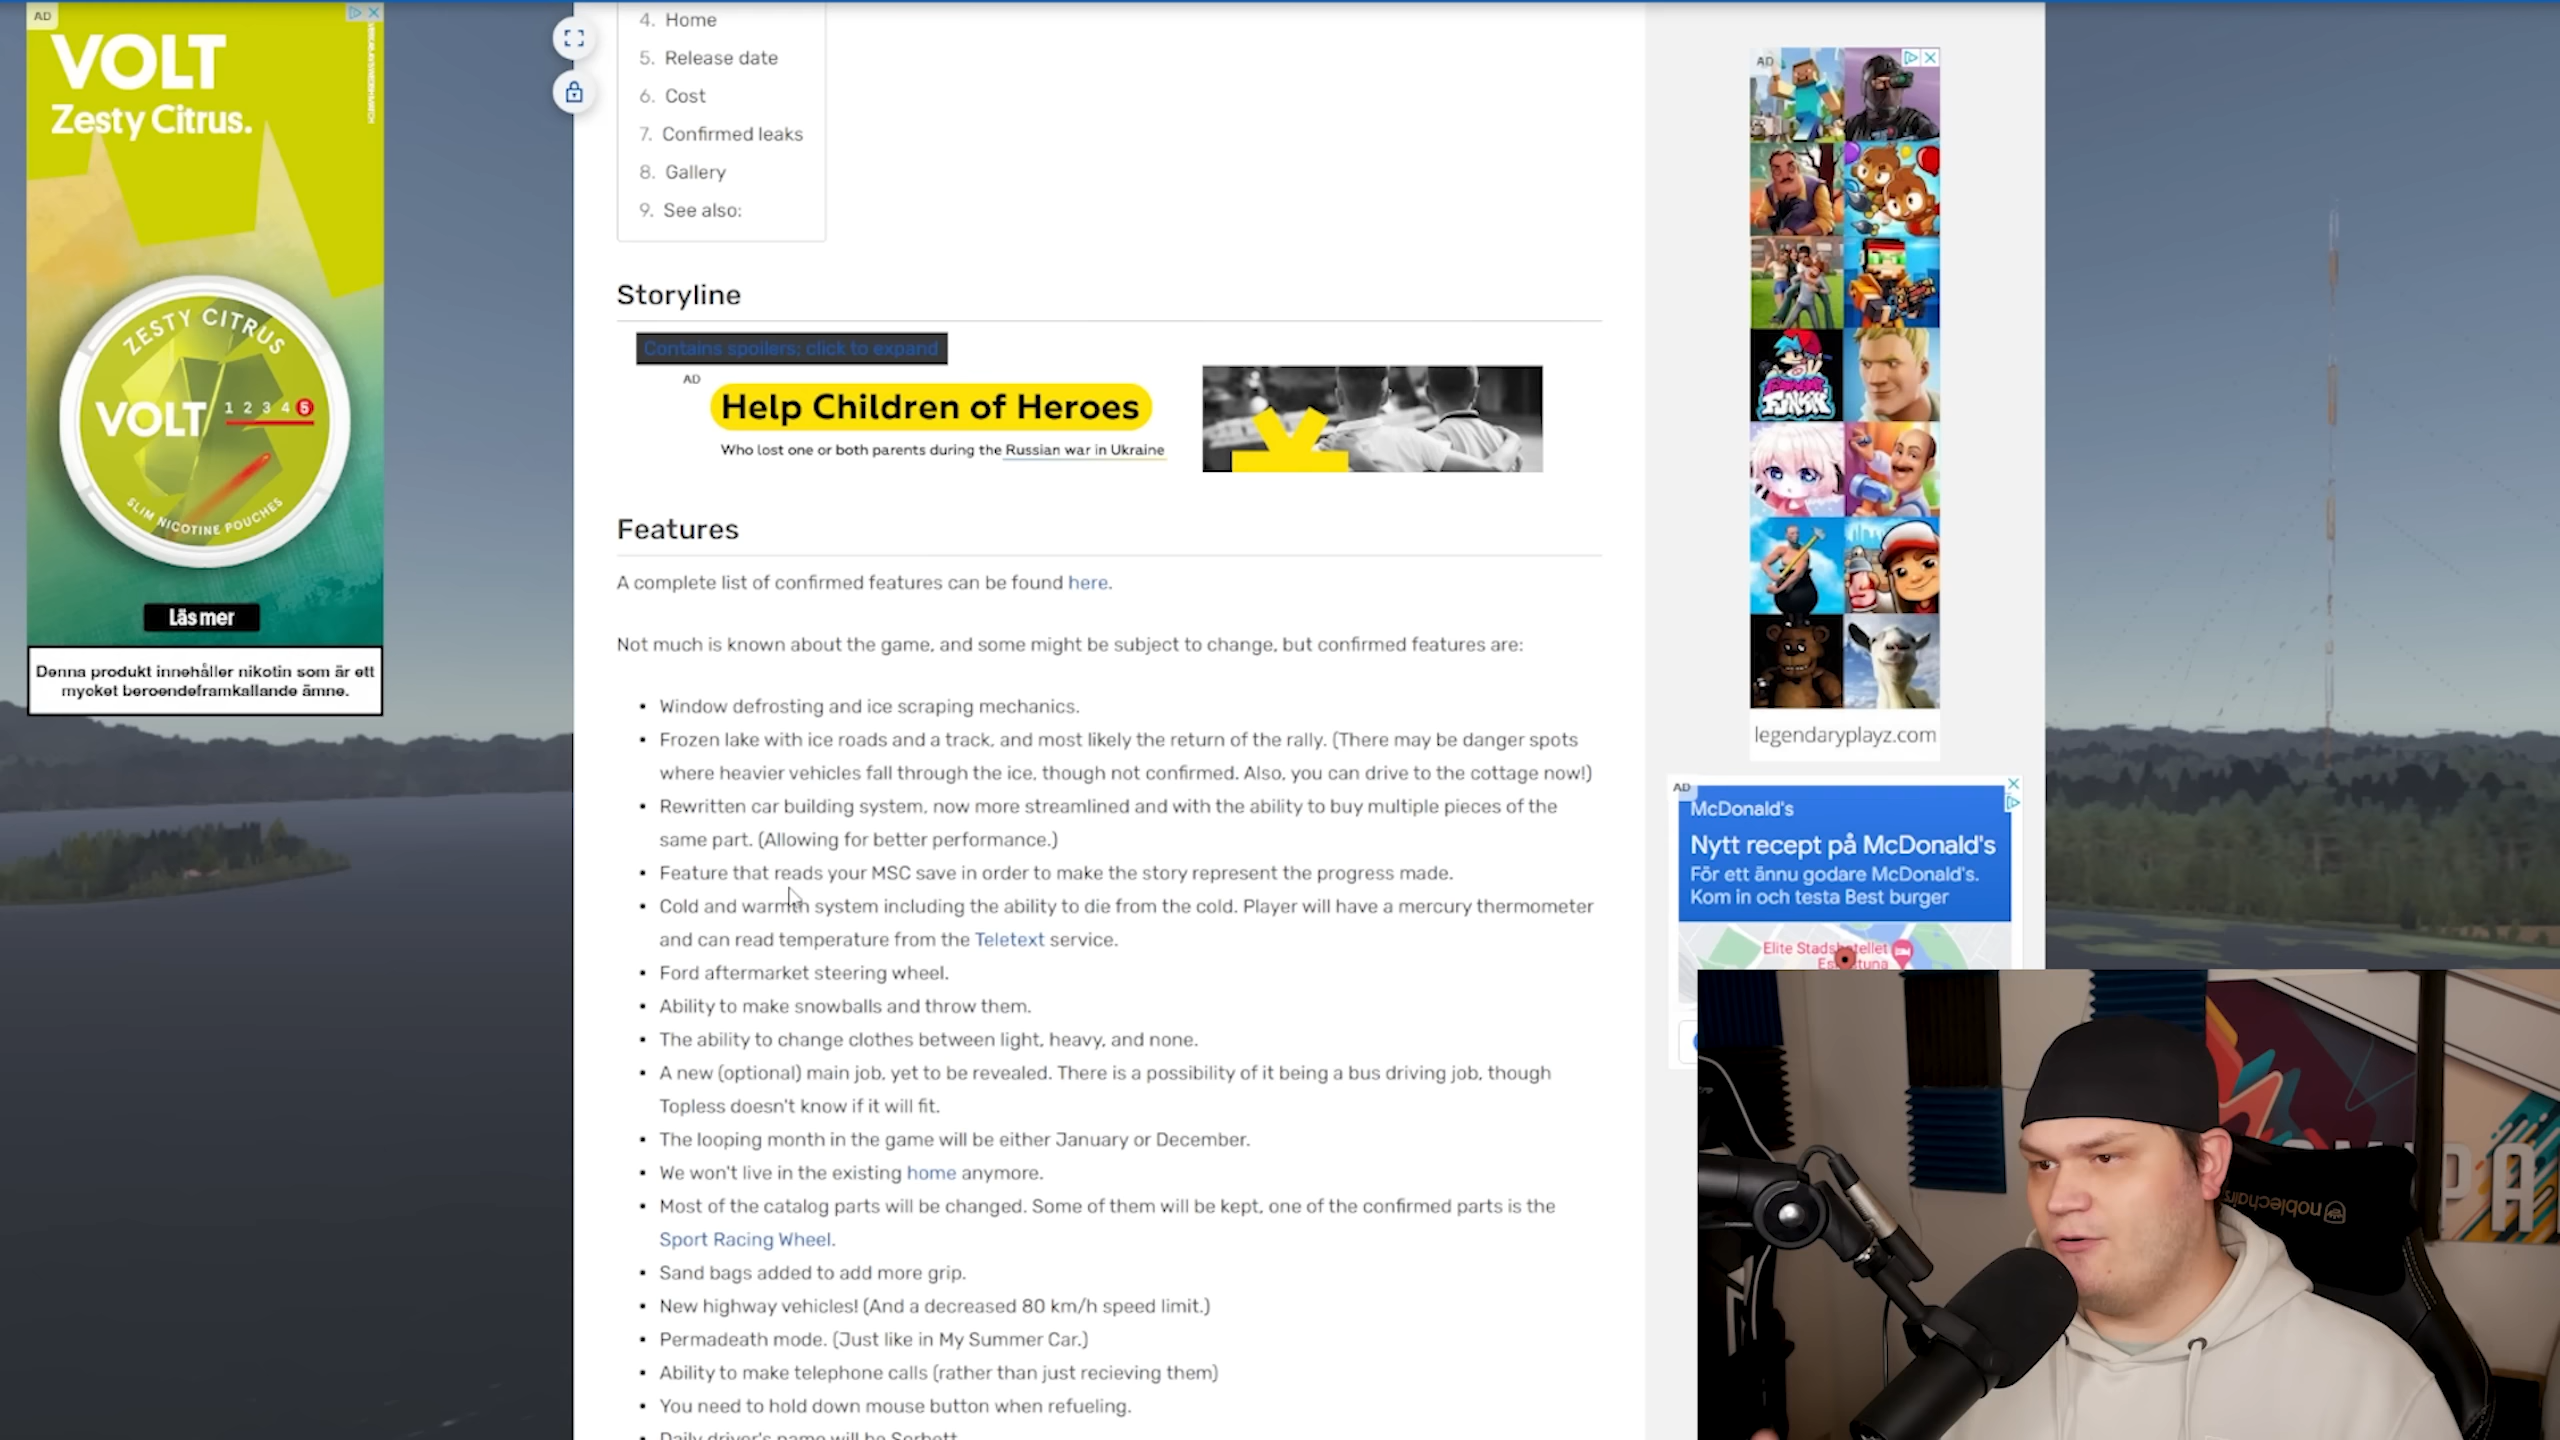 AD
VOLT
Zesty Citrus.
ZESTY CITRUS
VOLT 1 2 3 4 5
SLIM NICOTINE POUCHES
Läs mer
Denna produkt innehåller nikotin som är ett
mycket beroendeframkallande ämne.
4. Home
5. Release date
6. Cost
7. Confirmed leaks
8. Gallery
9. See also:
Storyline
Contains spoilers; click to expand
AD
Help Children of Heroes
Who lost one or both parents during the Russian war in Ukraine
Features
A complete list of confirmed features can be found here.
Not much is known about the game, and some might be subject to change, but confirmed features are:
• Window defrosting and ice scraping mechanics.
• Frozen lake with ice roads and a track, and most likely the return of the rally. (There may be danger spots
where heavier vehicles fall through the ice, though not confirmed. Also, you can drive to the cottage now!)
• Rewritten car building system, now more streamlined and with the ability to buy multiple pieces of the
same part. (Allowing for better performance.)
• Feature that reads your MSC save in order to make the story represent the progress made.
• Cold and warmth system including the ability to die from the cold. Player will have a mercury thermometer
and can read temperature from the Teletext service.
• Ford aftermarket steering wheel.
• Ability to make snowballs and throw them.
• The ability to change clothes between light, heavy, and none.
• A new (optional) main job, yet to be revealed. There is a possibility of it being a bus driving job, though
Topless doesn't know if it will fit.
• The looping month in the game will be either January or December.
• We won't live in the existing home anymore.
• Most of the catalog parts will be changed. Some of them will be kept, one of the confirmed parts is the
Sport Racing Wheel.
• Sand bags added to add more grip.
• New highway vehicles! (And a decreased 80 km/h speed limit.)
• Permadeath mode. (Just like in My Summer Car.)
• Ability to make telephone calls (rather than just recieving them)
• You need to hold down mouse button when refueling.
• Daily driver's name will be Sorbett
AD
FUNKIN
legendaryplayz.com
AD
McDonald's
Nytt recept på McDonald's
För ett ännu godare McDonald's.
Kom in och testa Best burger
Elite Stadshotellet
noblechairs